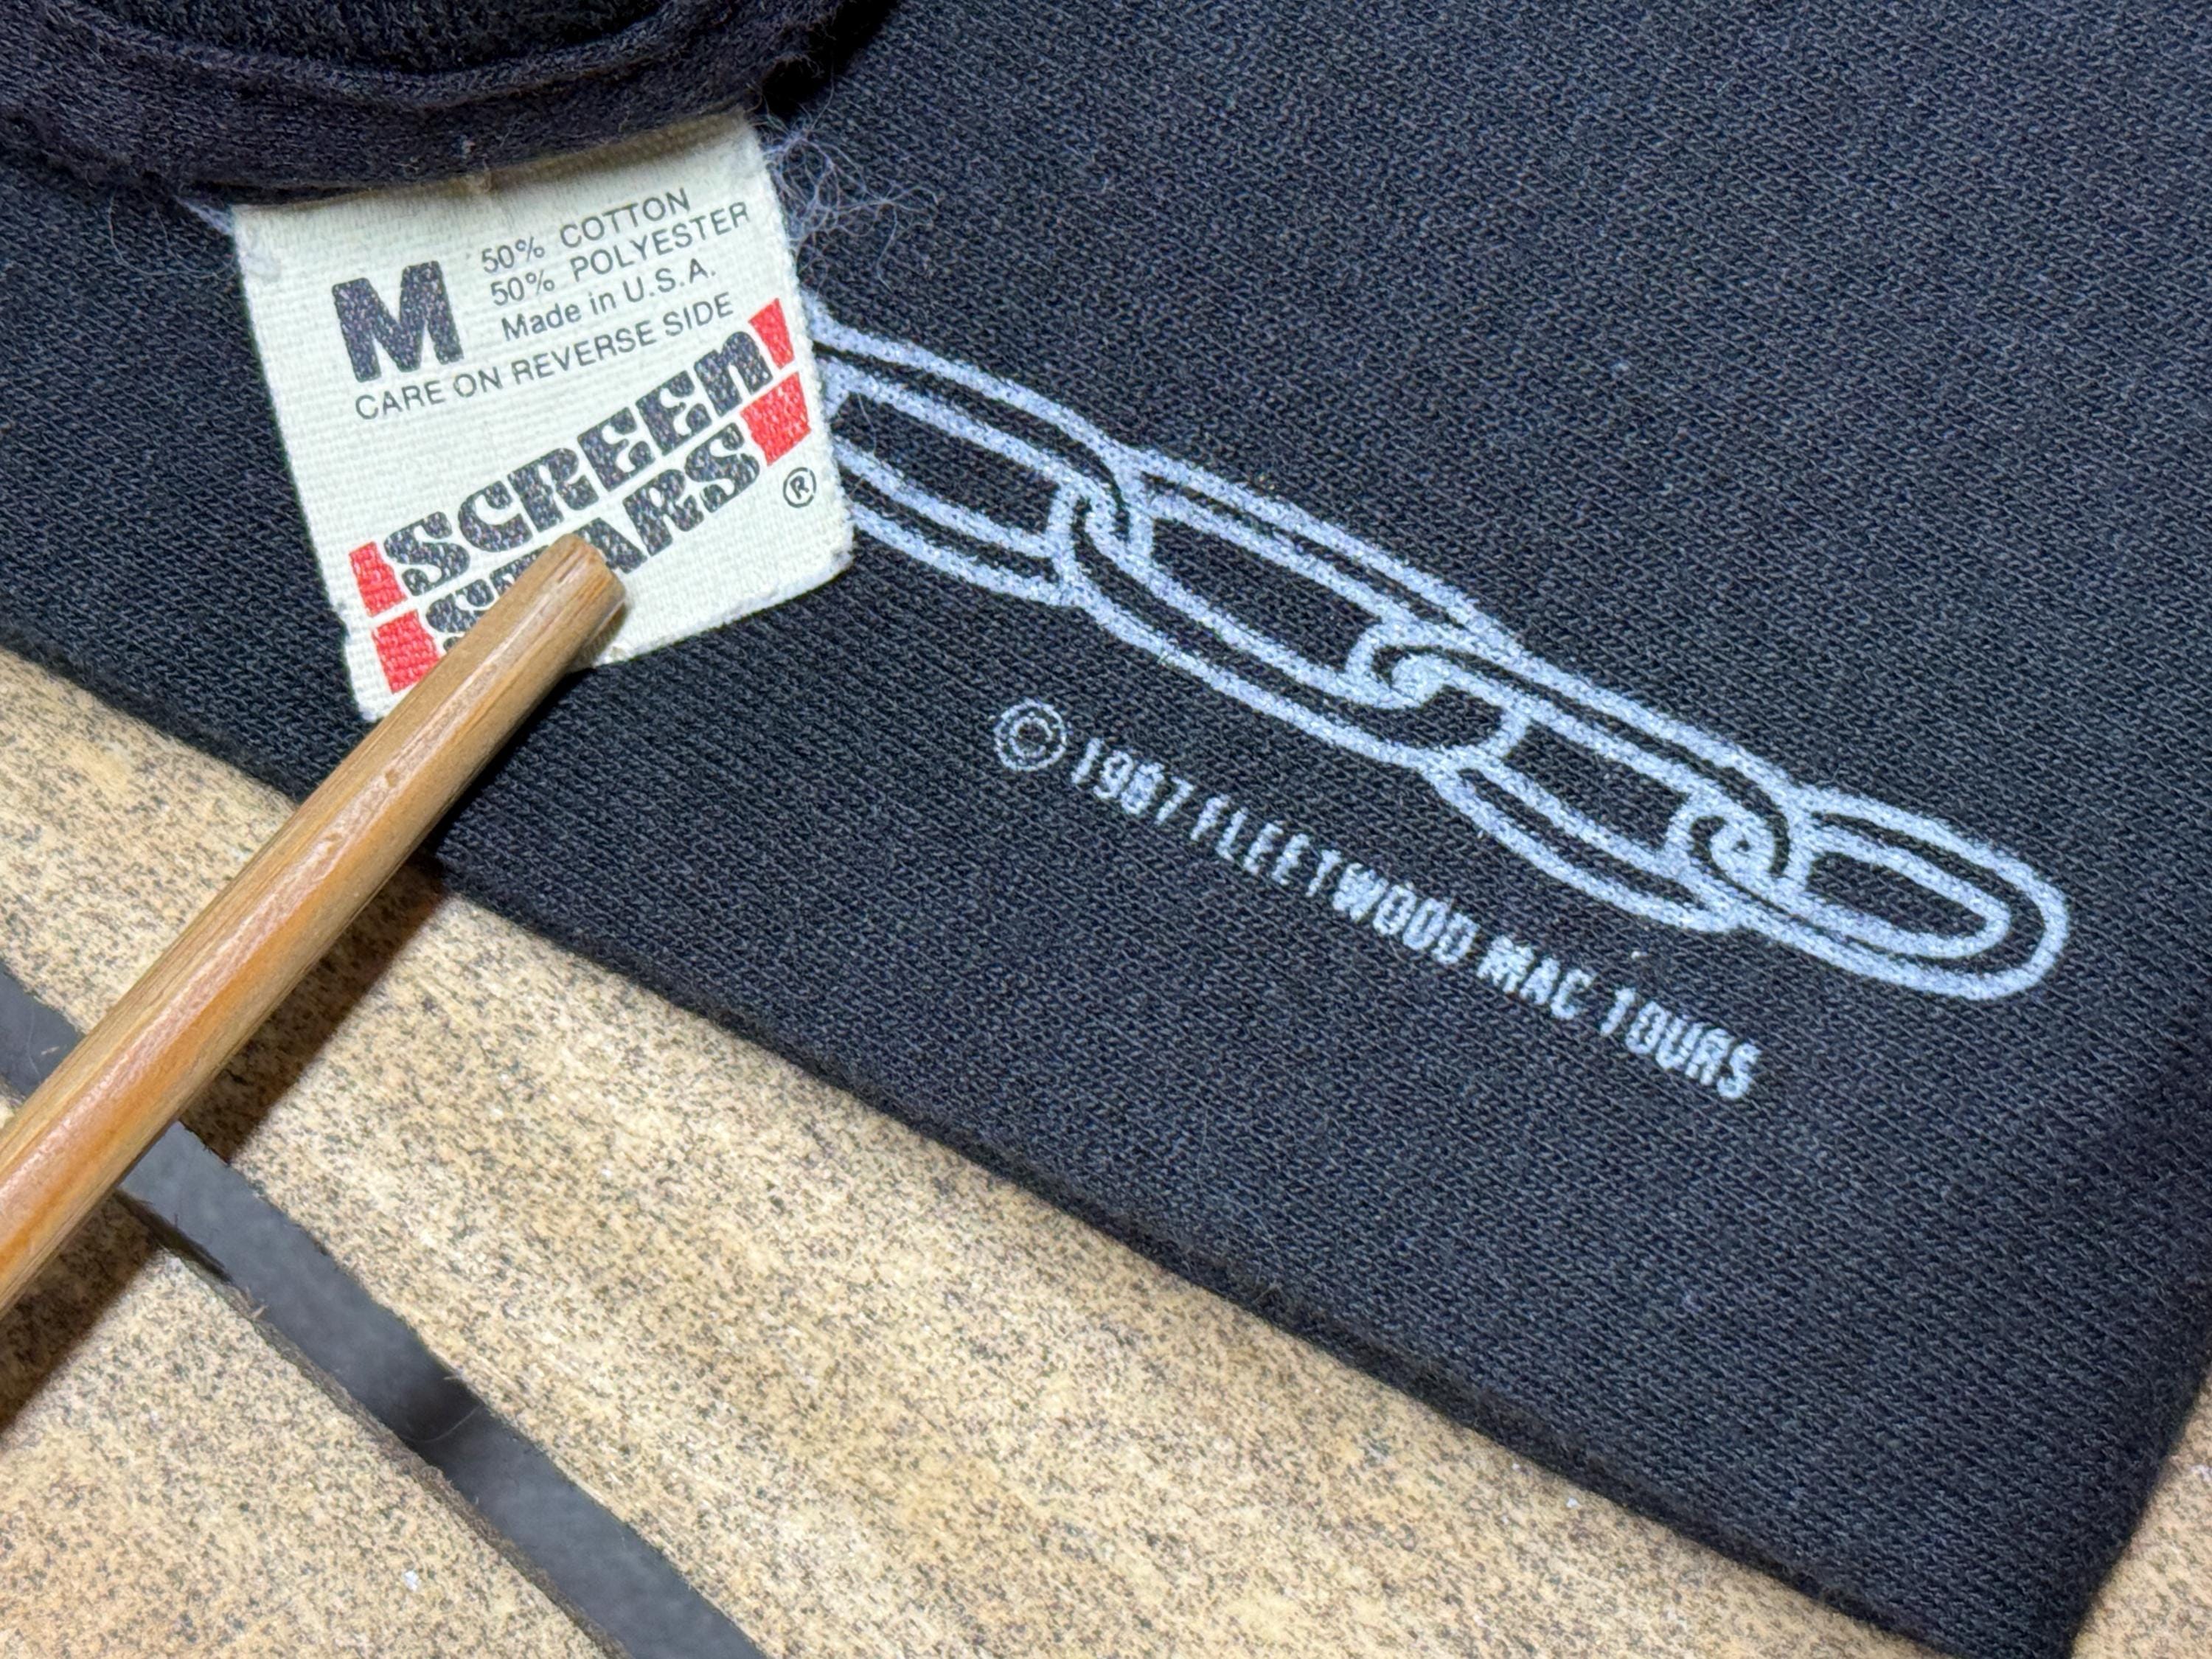 M
50% COTTON
50% POLYESTER
Made in U.S.A.
CARE ON REVERSE SIDE
SCREEN
STARS ®
© 1987 FLEETWOOD MAC TOURS